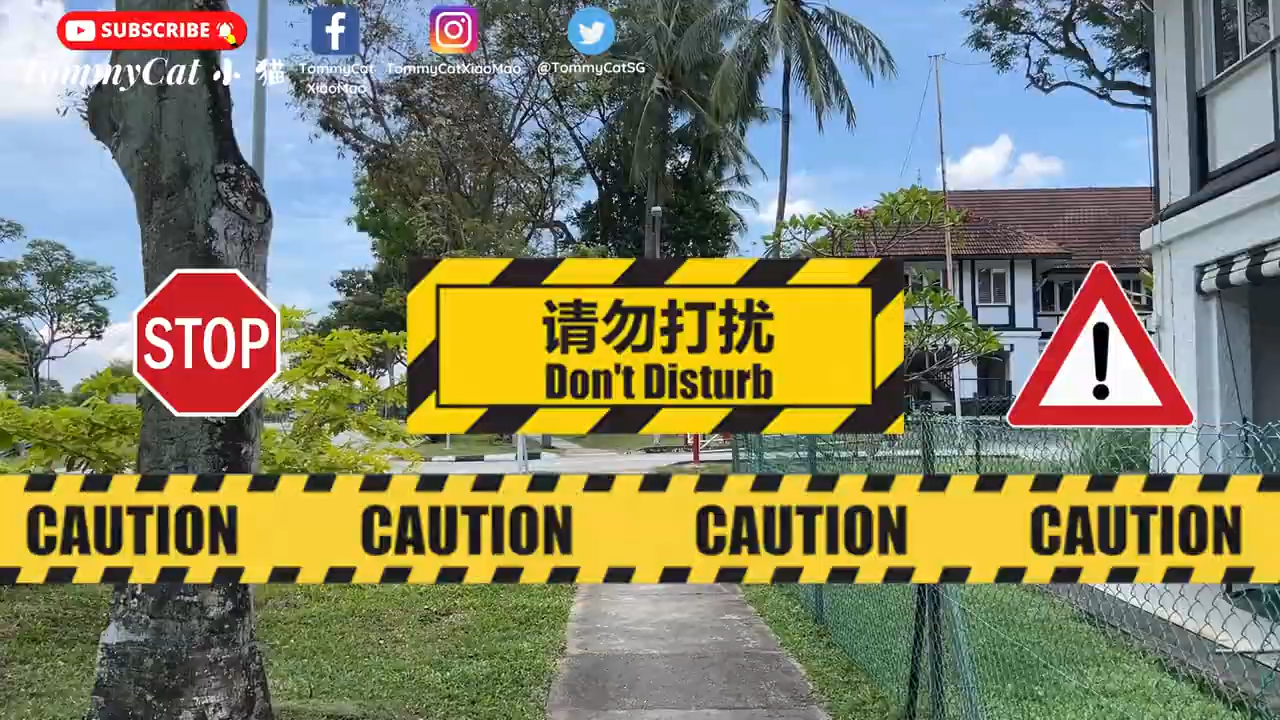 SUBSCRIBE
TommyCat 小 猫
TommyCat
XiaoMao
TommyCatXiaoMao
@TommyCatSG
STOP
请勿打扰
Don't Disturb
!
CAUTION CAUTION CAUTION CAUTION